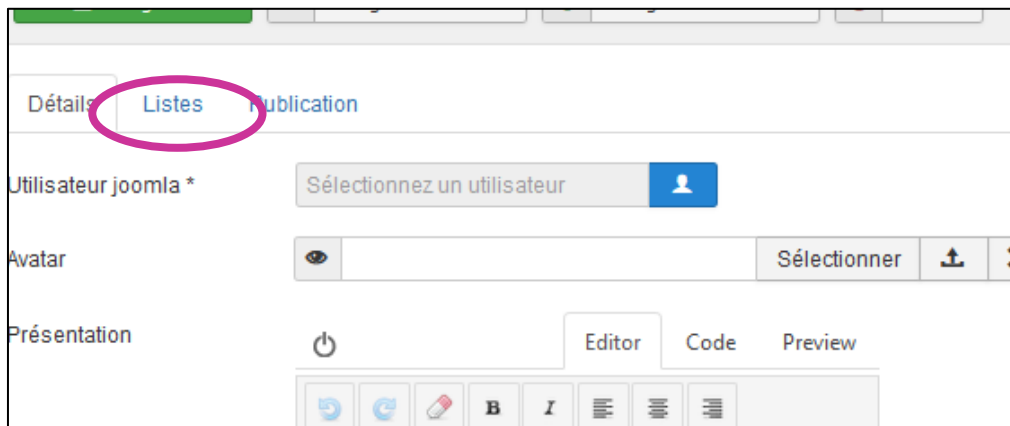 Détails Listes Publication
Utilisateur joomla * Sélectionnez un utilisateur
Avatar Sélectionner
Présentation Editor Code Preview
B I